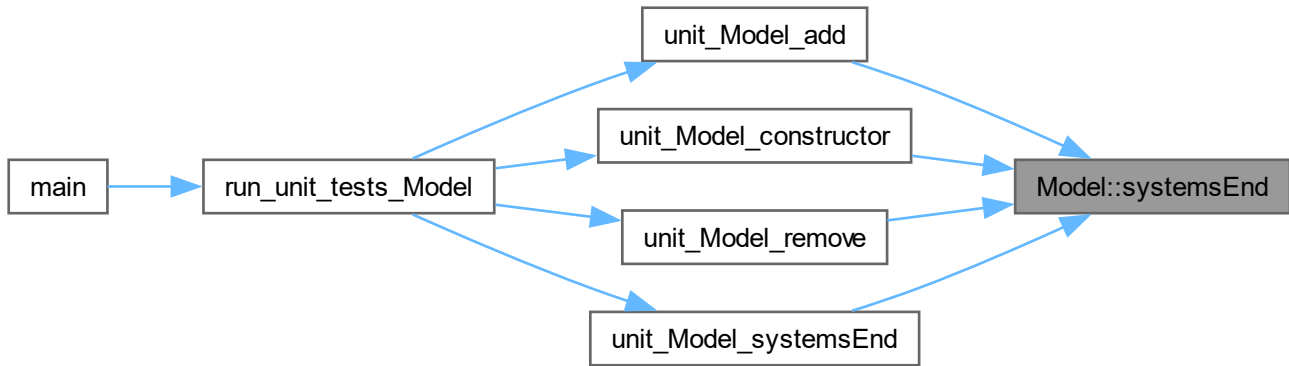 unit_Model_add
unit_Model_constructor
main
run_unit_tests_Model
Model::systemsEnd
unit_Model_remove
unit_Model_systemsEnd